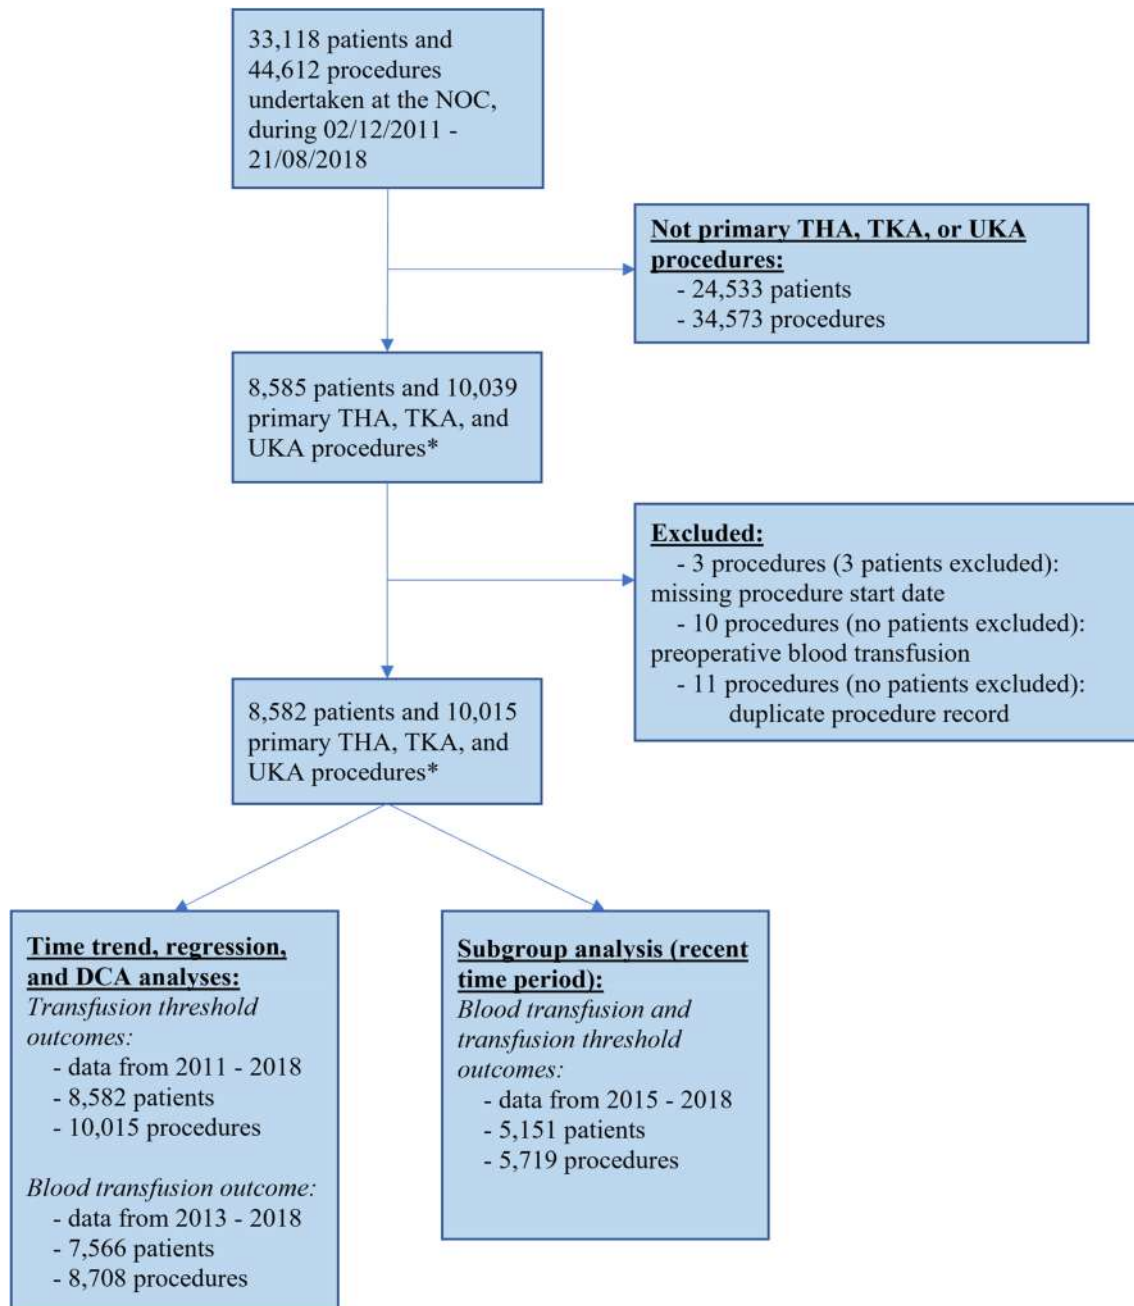 33,118 patients and
44,612 procedures
undertaken at the NOC,
during 02/12/2011 -
21/08/2018
Not primary THA, TKA, or UKA
procedures:
- 24,533 patients
- 34,573 procedures
8,585 patients and 10,039
primary THA, TKA, and
UKA procedures*
Excluded:
- 3 procedures (3 patients excluded):
missing procedure start date
- 10 procedures (no patients excluded):
preoperative blood transfusion
- 11 procedures (no patients excluded):
duplicate procedure record
8,582 patients and 10,015
primary THA, TKA, and
UKA procedures*
Time trend, regression,
and DCA analyses:
Transfusion threshold
outcomes:
- data from 2011 - 2018
- 8,582 patients
- 10,015 procedures
Blood transfusion outcome:
- data from 2013 - 2018
- 7,566 patients
- 8,708 procedures
Subgroup analysis (recent
time period):
Blood transfusion and
transfusion threshold
outcomes:
- data from 2015 - 2018
- 5,151 patients
- 5,719 procedures